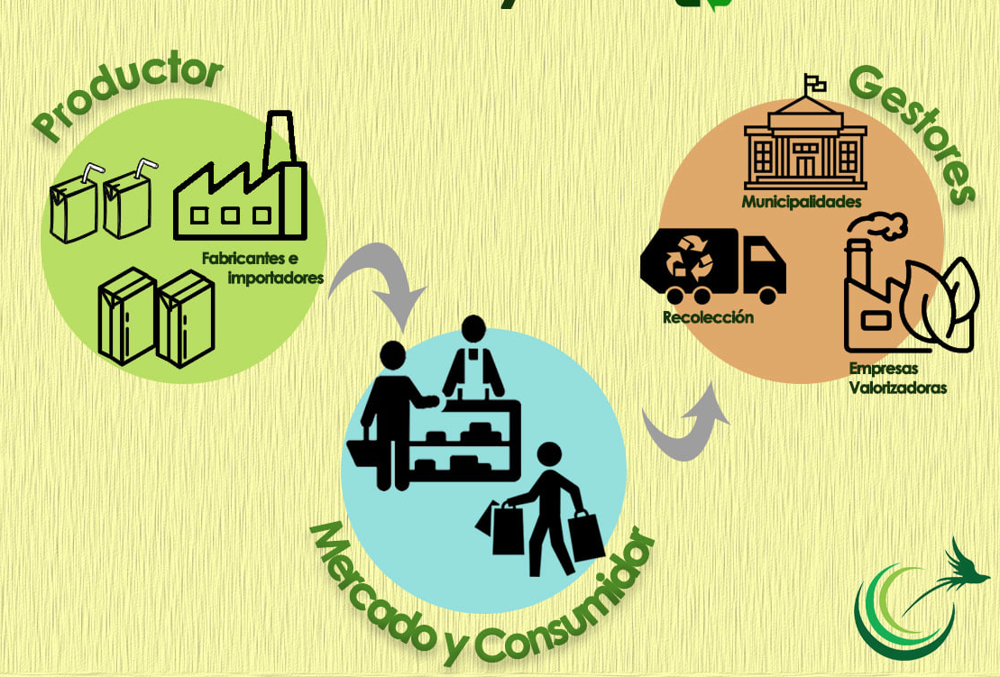 Productor
Fabricantes e
importadores
Mercado y Consumidor
Gestores
Municipalidades
Recolección
Empresas
Valorizadoras